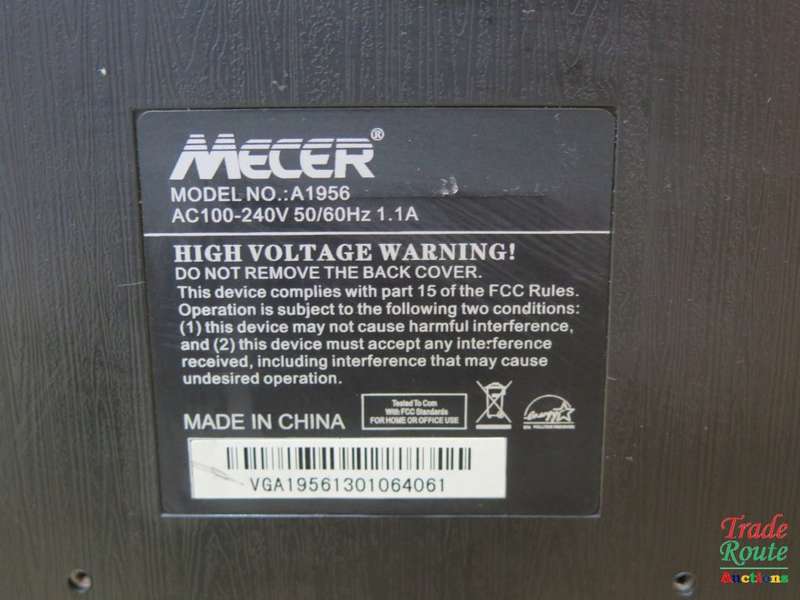 MECER®
MODEL NO.:A1956
AC100-240V 50/60Hz 1.1A
HIGH VOLTAGE WARNING!
DO NOT REMOVE THE BACK COVER.
This device complies with part 15 of the FCC Rules.
Operation is subject to the following two conditions:
(1) this device may not cause harmful interference,
and (2) this device must accept any interference
received, including interference that may cause
undesired operation.
MADE IN CHINA
Tested To Com
With FCC Standards
FOR HOME OR OFFICE USE
energy
VGA19561301064061
Trade
Route
Auctions